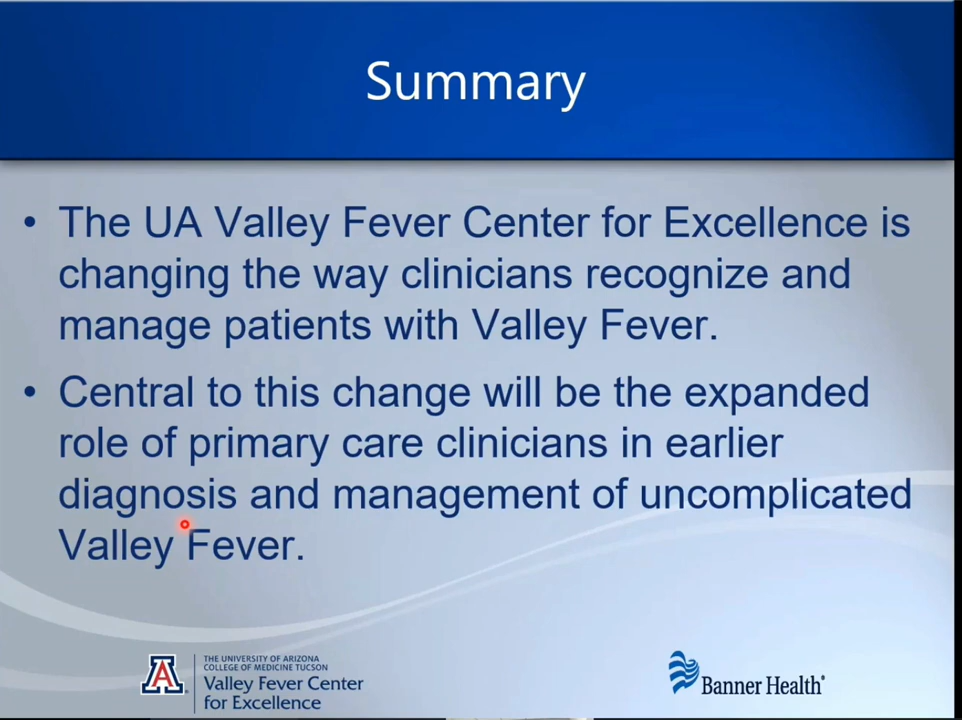 Summary
• The UA Valley Fever Center for Excellence is
changing the way clinicians recognize and
manage patients with Valley Fever.
• Central to this change will be the expanded
role of primary care clinicians in earlier
diagnosis and management of uncomplicated
Valley Fever.
A
THE UNIVERSITY OF ARIZONA
COLLEGE OF MEDICINE TUCSON
Valley Fever Center
for Excellence
Banner Health®